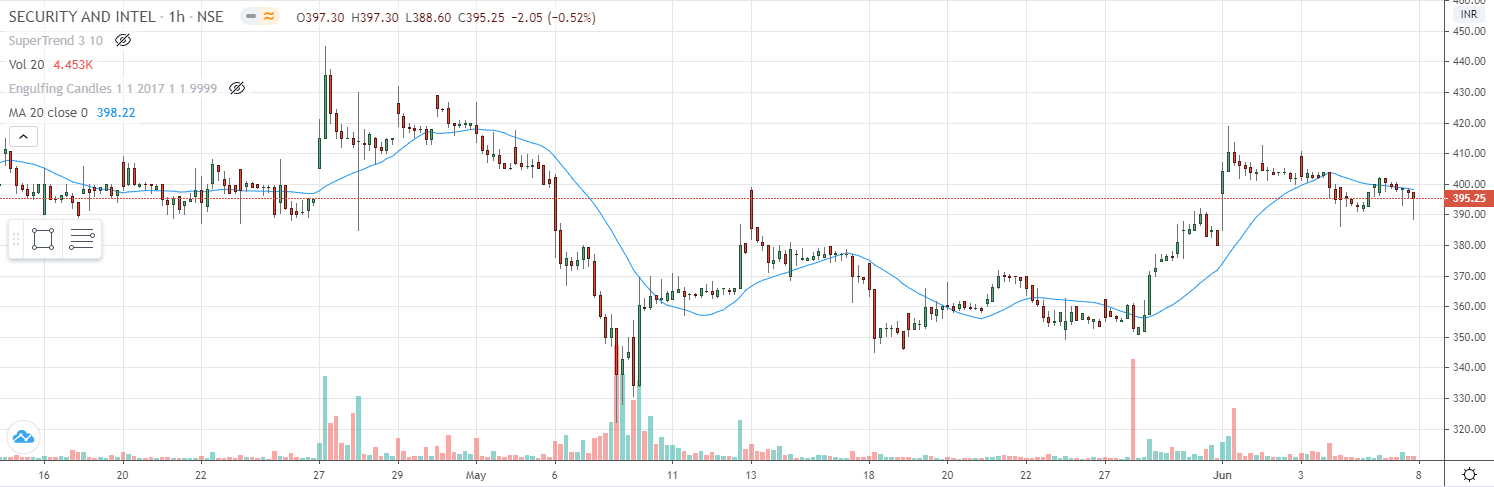 SECURITY AND INTEL · 1h · NSE O397.30 H397.30 L388.60 C395.25 −2.05 (−0.52%)
SuperTrend 3 10
Vol 20 4.453K
Engulfing Candles 1 1 2017 1 1 9999
MA 20 close 0 398.22
460.00
INR
450.00
440.00
430.00
420.00
410.00
400.00
395.25
390.00
380.00
370.00
360.00
350.00
340.00
330.00
320.00
16 20 22 27 29 May 6 11 13 18 20 22 27 Jun 3 8